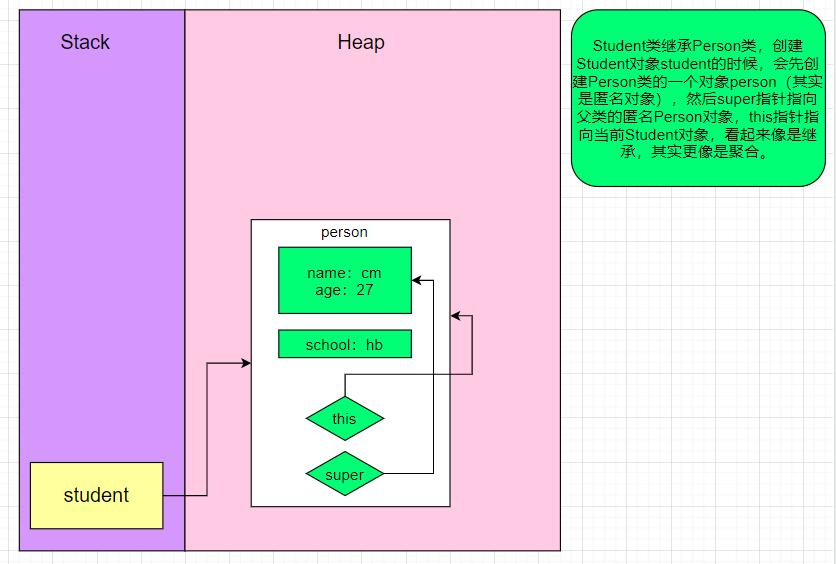 Stack
Heap
Student类继承Person类，创建
Student对象student的时候，会先创
建Person类的一个对象person（其实
是匿名对象），然后super指针指向
父类的匿名Person对象，this指针指
向当前Student对象，看起来像是继
承，其实更像是聚合。
person
name: cm
age: 27
school: hb
this
super
student